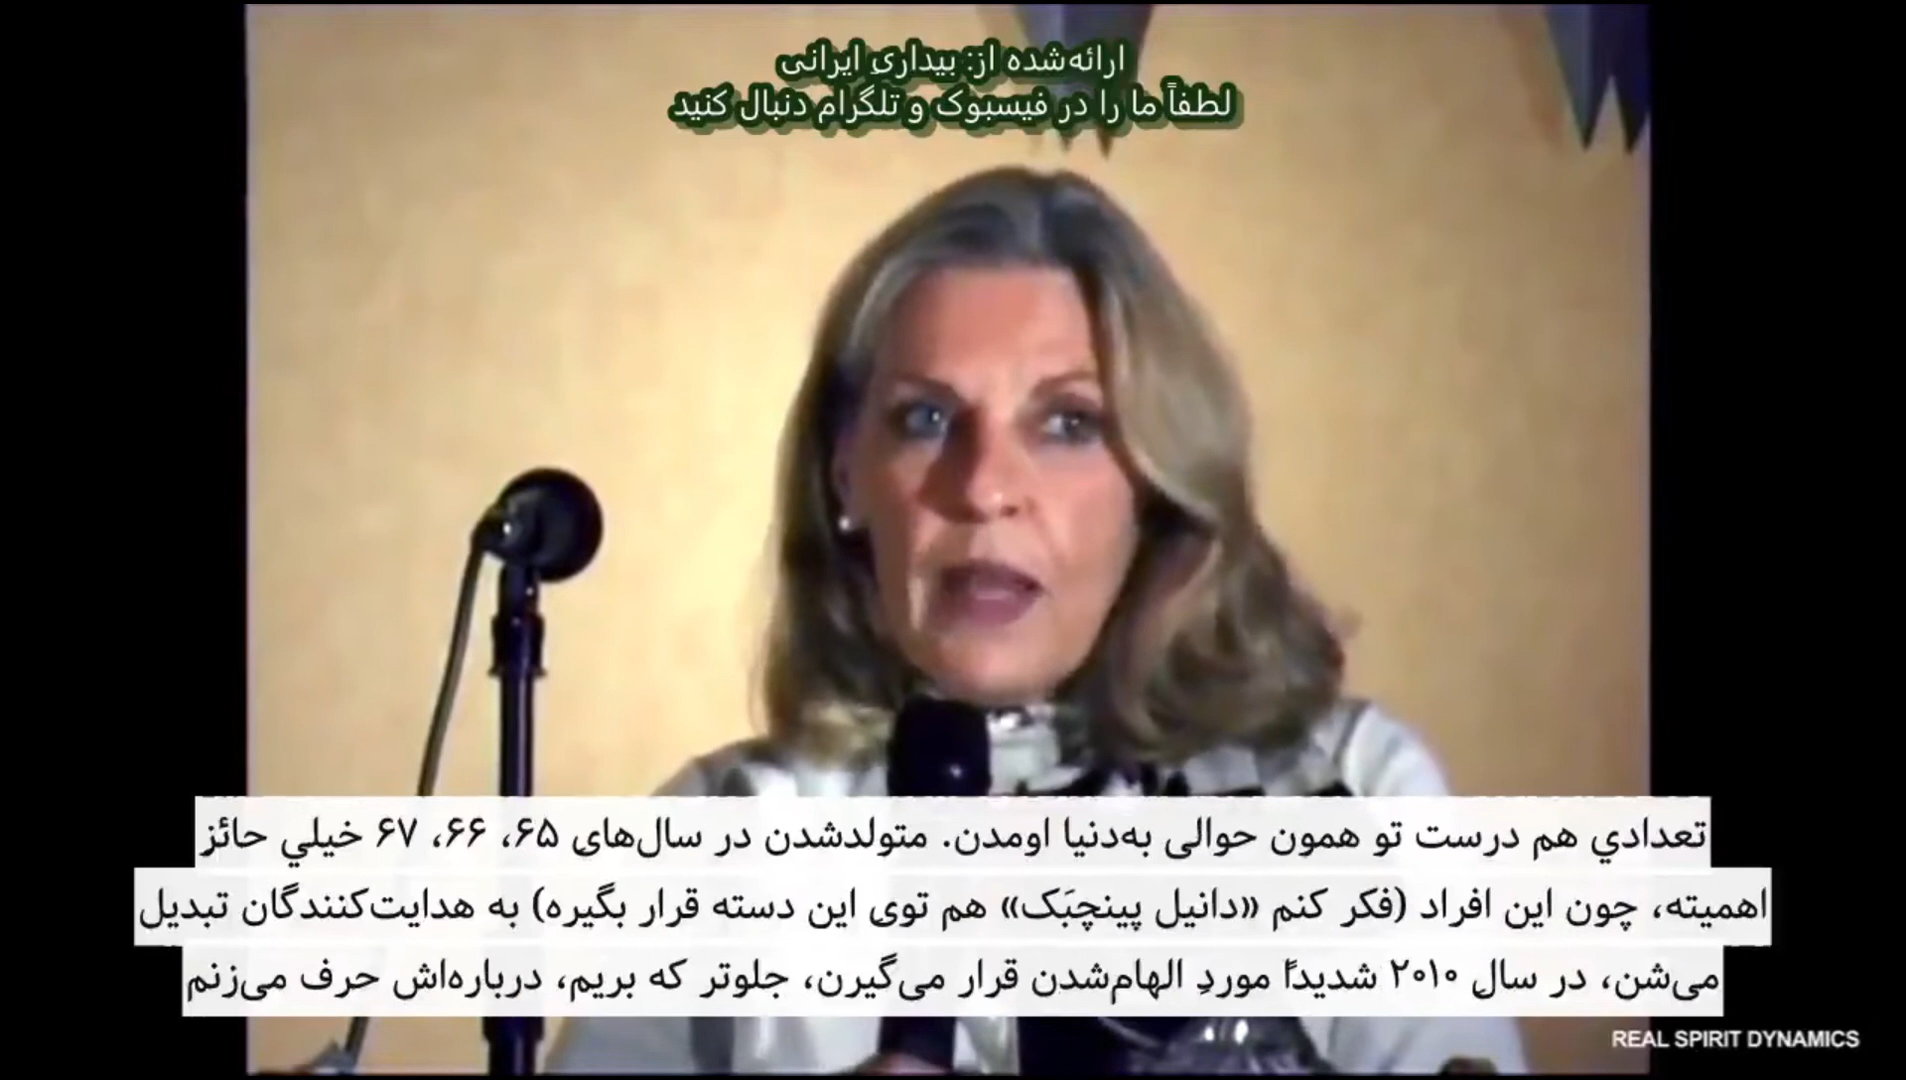 ارائه‌شده از: بیداریِ ایرانی
لطفاً ما را در فیسبوک و تلگرام دنبال کنید
تعدادي هم درست تو همون حوالی به‌دنیا اومدن. متولدشدن در سال‌های ۶۵، ۶۶، ۶۷ خیلي حائز
اهمیته، چون این افراد (فکر کنم «دانیل پینچبَک» هم توی این دسته قرار بگیره) به هدایت‌کنندگان تبدیل
می‌شن، در سالِ ۲۰۱۰ شدیداً موردِ الهام‌شدن قرار می‌گیرن، جلوتر که بریم، درباره‌اش حرف می‌زنم
REAL SPIRIT DYNAMICS